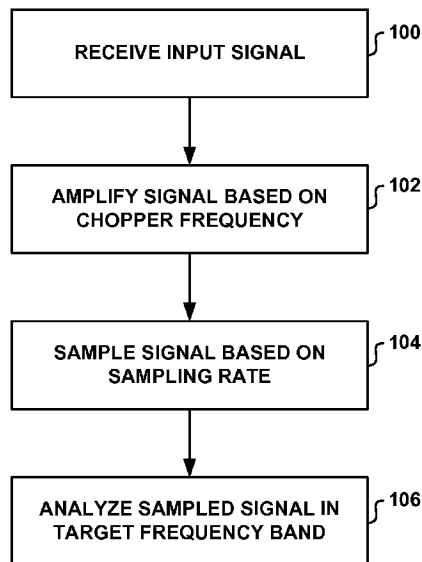 RECEIVE INPUT SIGNAL
100
AMPLIFY SIGNAL BASED ON
CHOPPER FREQUENCY
102
SAMPLE SIGNAL BASED ON
SAMPLING RATE
104
ANALYZE SAMPLED SIGNAL IN
TARGET FREQUENCY BAND
106